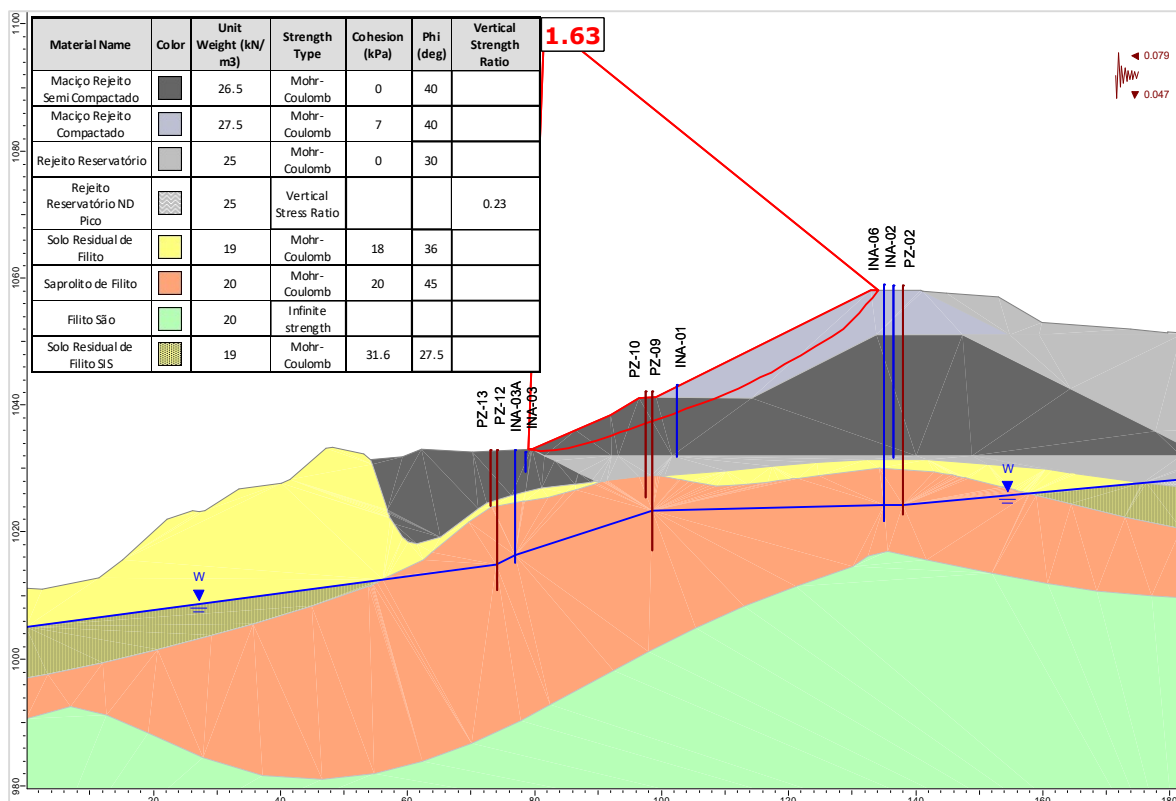 Material Name Color Unit Weight (kN/m3) Strength Type Cohesion (kPa) Phi (deg) Vertical Strength Ratio
Maciço Rejeito Semi Compactado 26.5 Mohr-Coulomb 0 40
Maciço Rejeito Compactado 27.5 Mohr-Coulomb 7 40
Rejeito Reservatório 25 Mohr-Coulomb 0 30
Rejeito Reservatório ND Pico 25 Vertical Stress Ratio 0.23
Solo Residual de Filito 19 Mohr-Coulomb 18 36
Saprolito de Filito 20 Mohr-Coulomb 20 45
Filito São 20 Infinite strength
Solo Residual de Filito SIS 19 Mohr-Coulomb 31.6 27.5
1.63
0.079
0.047
INA-06
INA-02
PZ-02
PZ-10
PZ-09
INA-01
PZ-13
PZ-12
INA-03A
INA-03
W
W
1100
1080
1060
1040
1020
1000
980
20
40
60
80
100
120
140
160
180